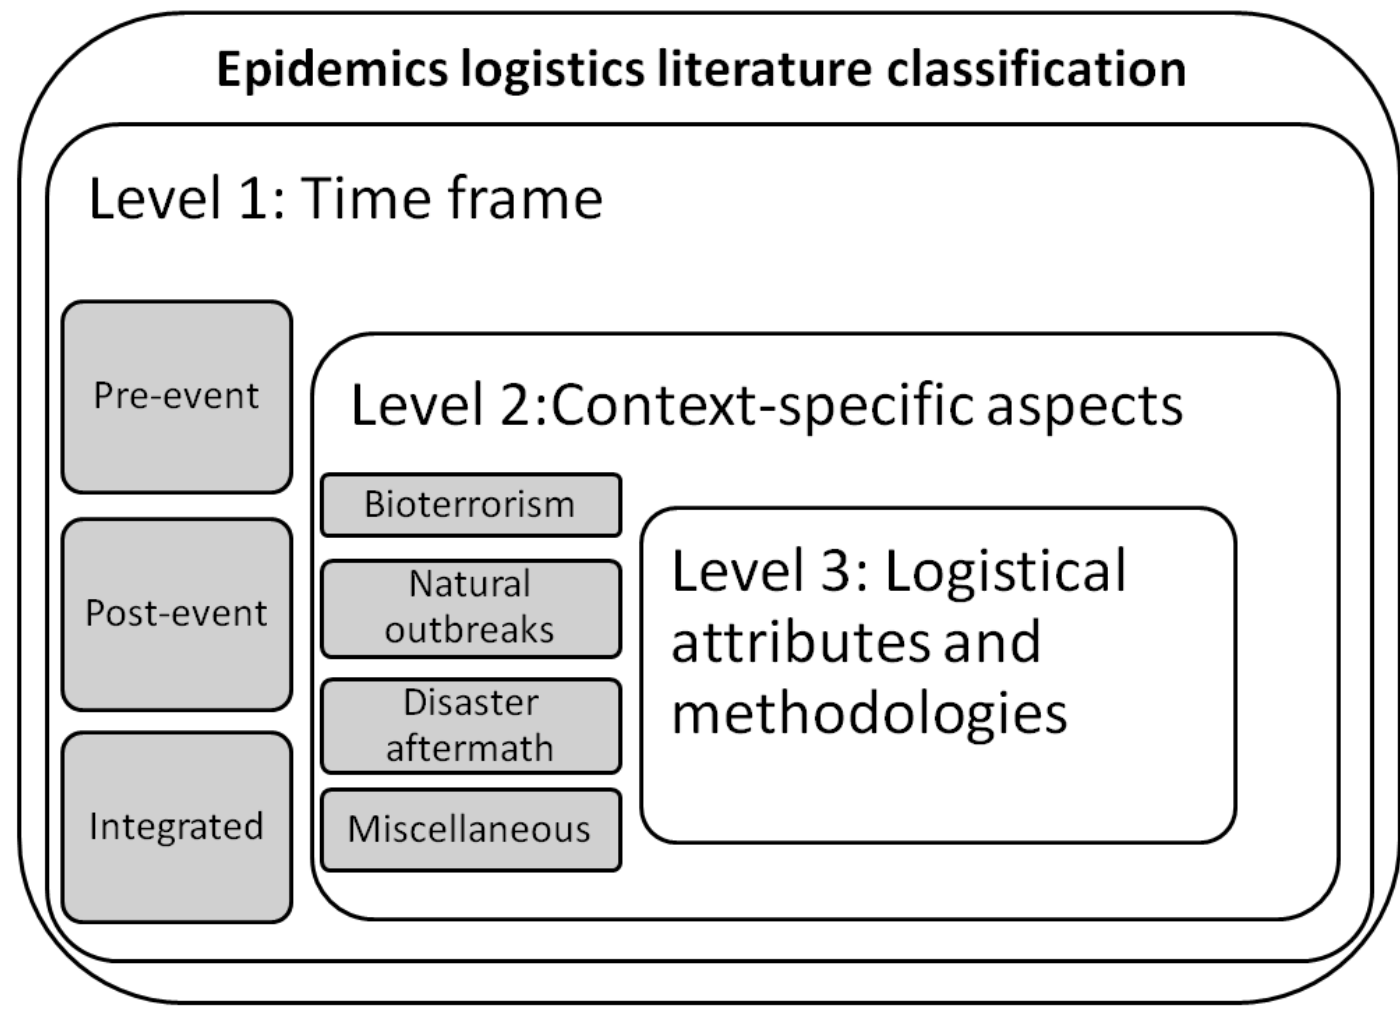 Epidemics logistics literature classification
Level 1: Time frame
Pre-event
Post-event
Integrated
Level 2:Context-specific aspects
Bioterrorism
Natural
outbreaks
Disaster
aftermath
Miscellaneous
Level 3: Logistical
attributes and
methodologies